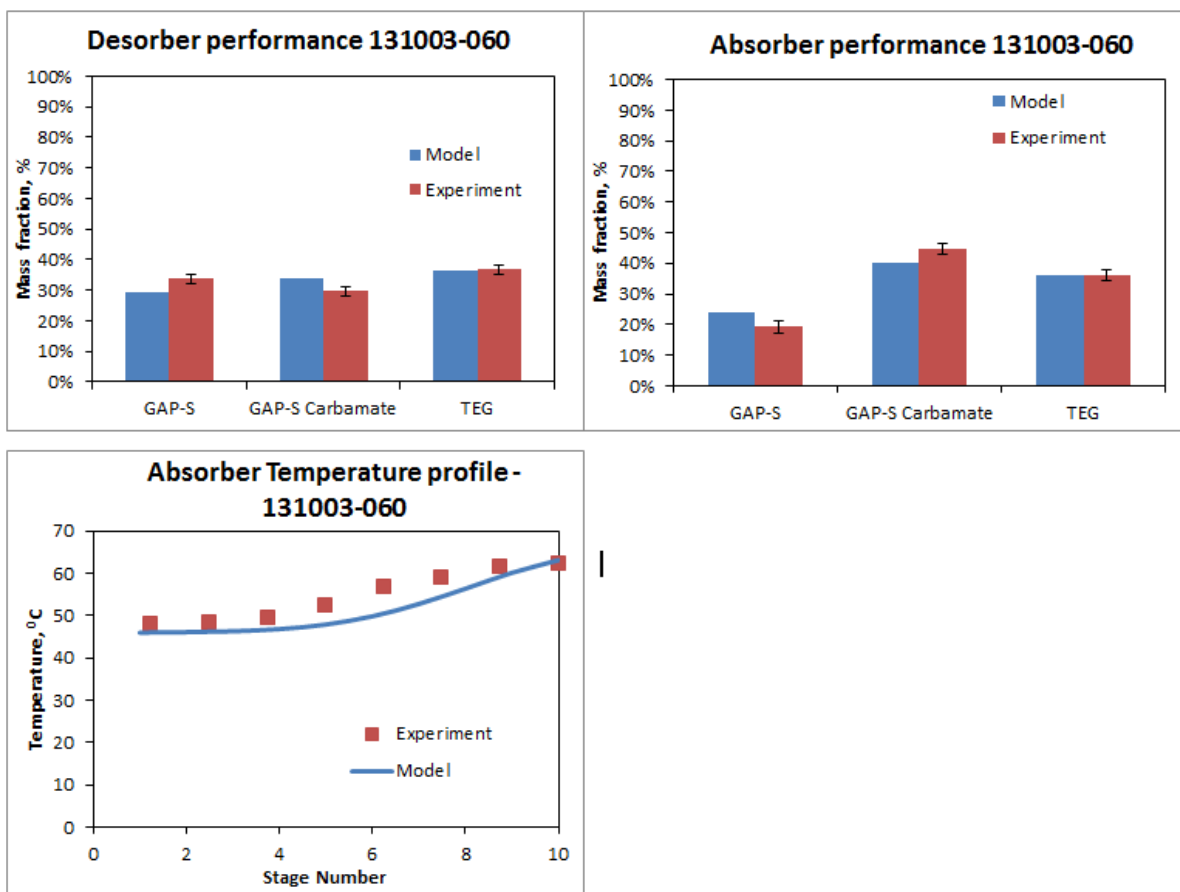 Desorber performance 131003-060
100%
90%
80%
70%
60%
50%
40%
30%
20%
10%
0%
Mass fraction, %
Model
Experiment
GAP-S GAP-S Carbamate TEG
Absorber performance 131003-060
100%
90%
80%
70%
60%
50%
40%
30%
20%
10%
0%
Mass fraction, %
Model
Experiment
GAP-S GAP-S Carbamate TEG
Absorber Temperature profile -
131003-060
70
60
50
40
30
20
10
0
Temperature, ⁰C
Experiment
Model
0 2 4 6 8 10
Stage Number